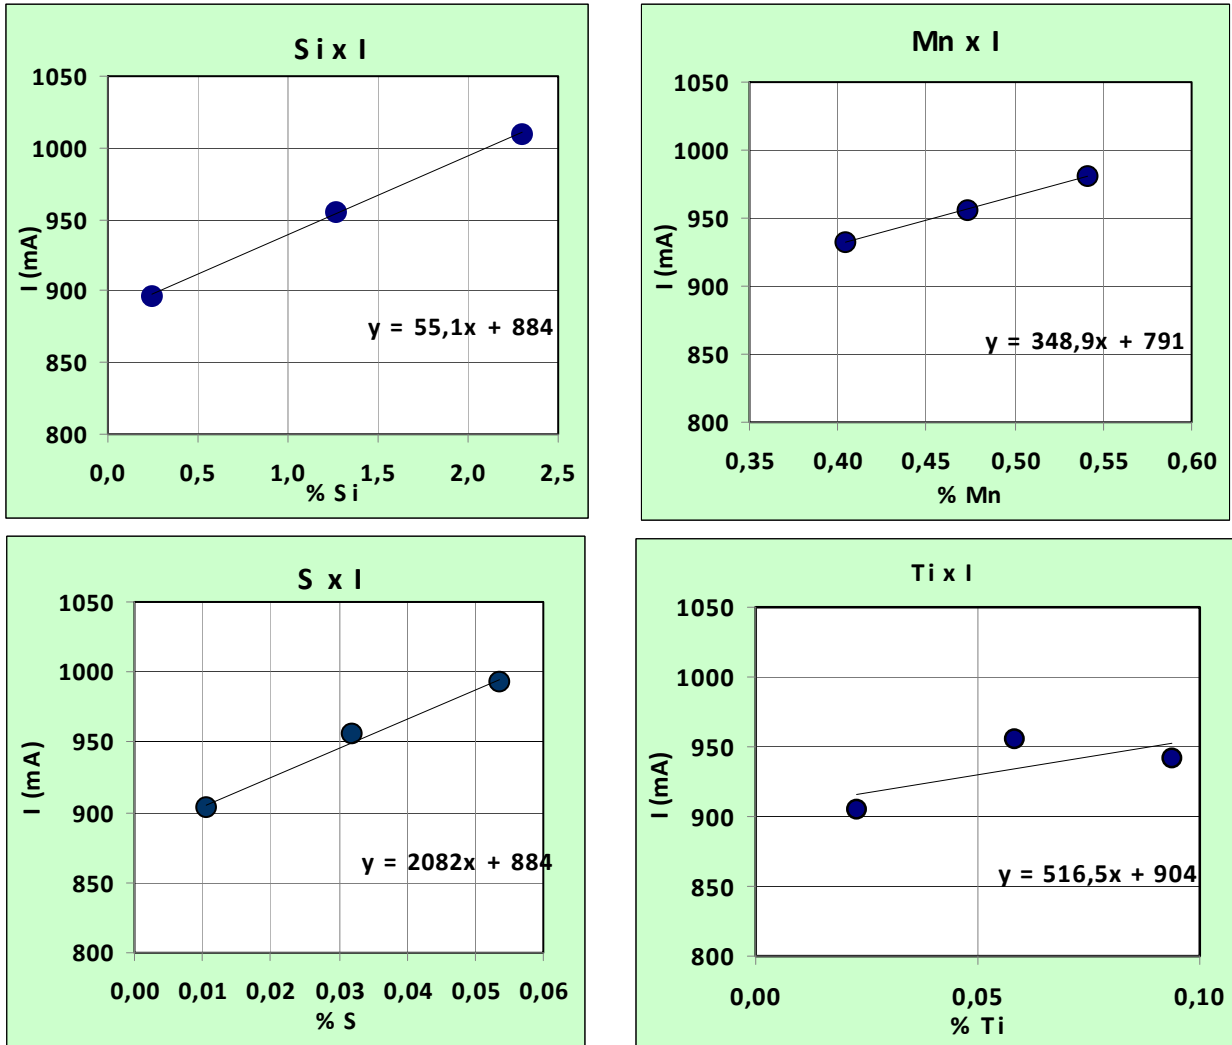 Si x I
1050
1000
950
900
850
800
I (mA)
y = 55,1x + 884
0,0 0,5 1,0 1,5 2,0 2,5
% Si
Mn x I
1050
1000
950
900
850
800
I (mA)
y = 348,9x + 791
0,35 0,40 0,45 0,50 0,55 0,60
% Mn
S x I
1050
1000
950
900
850
800
I (mA)
y = 2082x + 884
0,00 0,01 0,02 0,03 0,04 0,05 0,06
% S
Ti x I
1050
1000
950
900
850
800
I (mA)
y = 516,5x + 904
0,00 0,05 0,10
% Ti